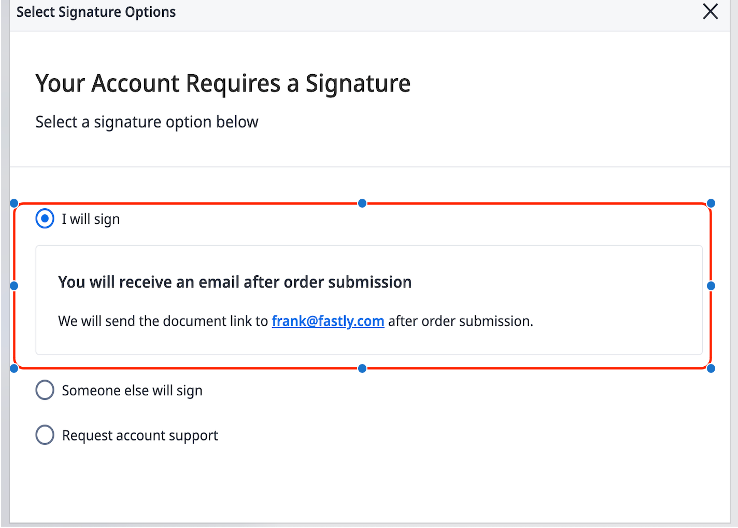 Select Signature Options
Your Account Requires a Signature
Select a signature option below
I will sign
You will receive an email after order submission
We will send the document link to frank@fastly.com after order submission.
Someone else will sign
Request account support